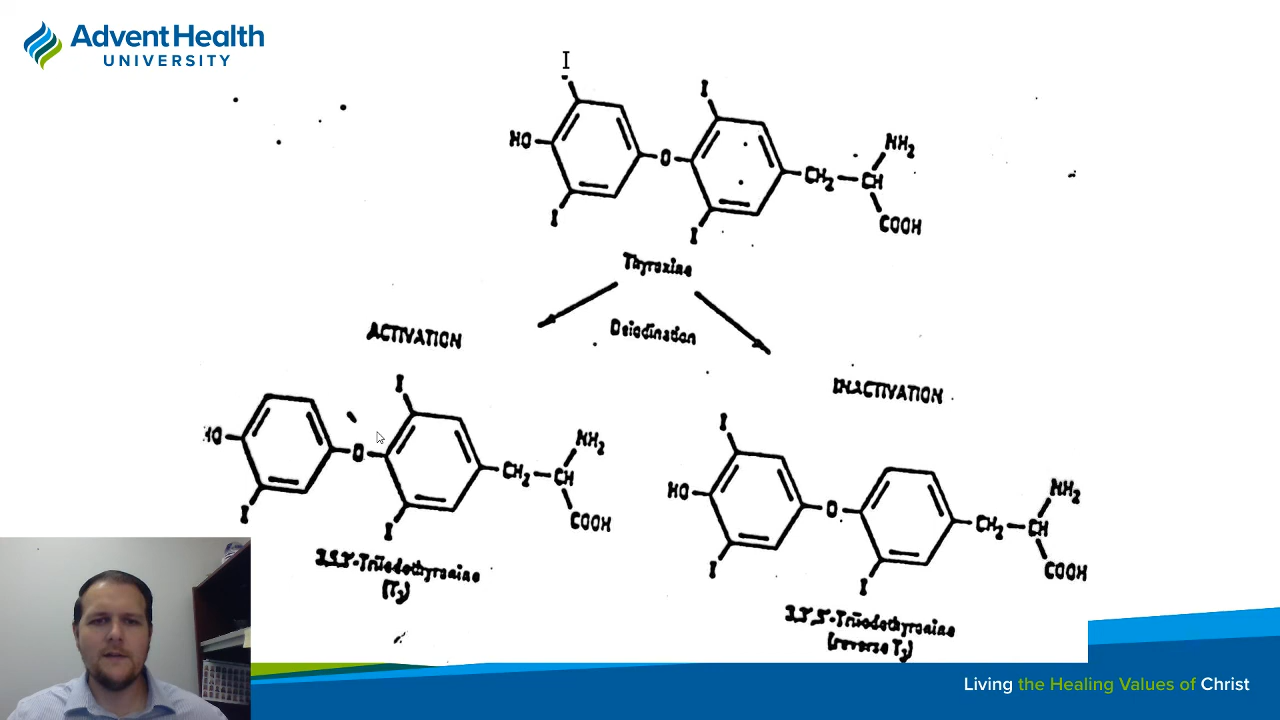 AdventHealth
UNIVERSITY
I
I
HO
O
NH₂
CH₂
CH
COOH
I
I
Thyroxine
Deiodination
ACTIVATION
INACTIVATION
I
HO
O
NH₂
CH₂
CH
COOH
I
I
3,5,3'-Triiodothyronine
(T₃)
I
HO
O
NH₂
CH₂
CH
COOH
I
I
3,3',5'-Triiodothyronine
(reverse T₃)
Living the Healing Values of Christ